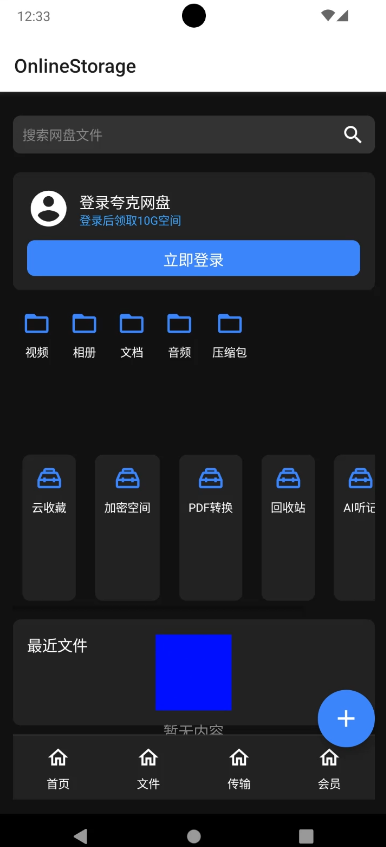 12:33
OnlineStorage
搜索网盘文件
登录夸克网盘
登录后领取10G空间
立即登录
视频 相册 文档 音频 压缩包
云收藏 加密空间 PDF转换 回收站 AI听记
最近文件
暂无内容
首页 文件 传输 会员